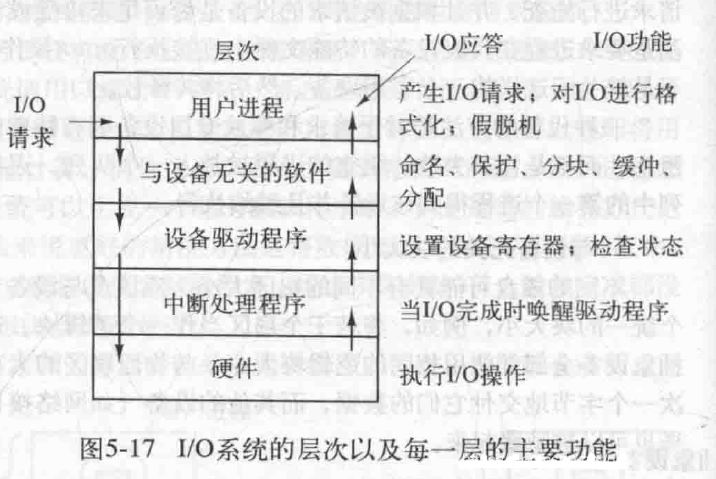 层次 I/O应答 I/O功能
I/O请求
用户进程 产生I/O请求，对I/O进行格式化，假脱机
与设备无关的软件 命名、保护、分块、缓冲、分配
设备驱动程序 设置设备寄存器；检查状态
中断处理程序 当I/O完成时唤醒驱动程序
硬件 执行I/O操作
图5-17 I/O系统的层次以及每一层的主要功能